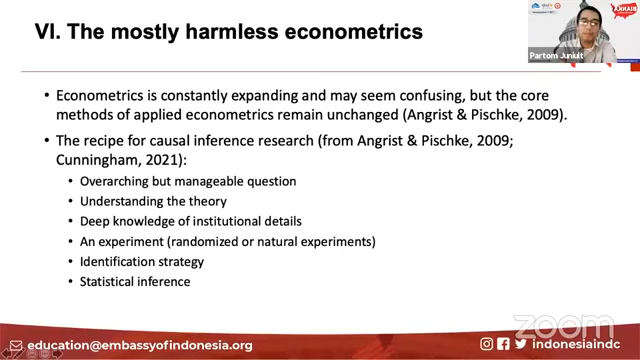 VI. The mostly harmless econometrics
Partom Juniult
• Econometrics is constantly expanding and may seem confusing, but the core
methods of applied econometrics remain unchanged (Angrist & Pischke, 2009).
• The recipe for causal inference research (from Angrist & Pischke, 2009;
Cunningham, 2021):
• Overarching but manageable question
• Understanding the theory
• Deep knowledge of institutional details
• An experiment (randomized or natural experiments)
• Identification strategy
• Statistical inference
zoom
education@embassyofindonesia.org
indonesiaindc